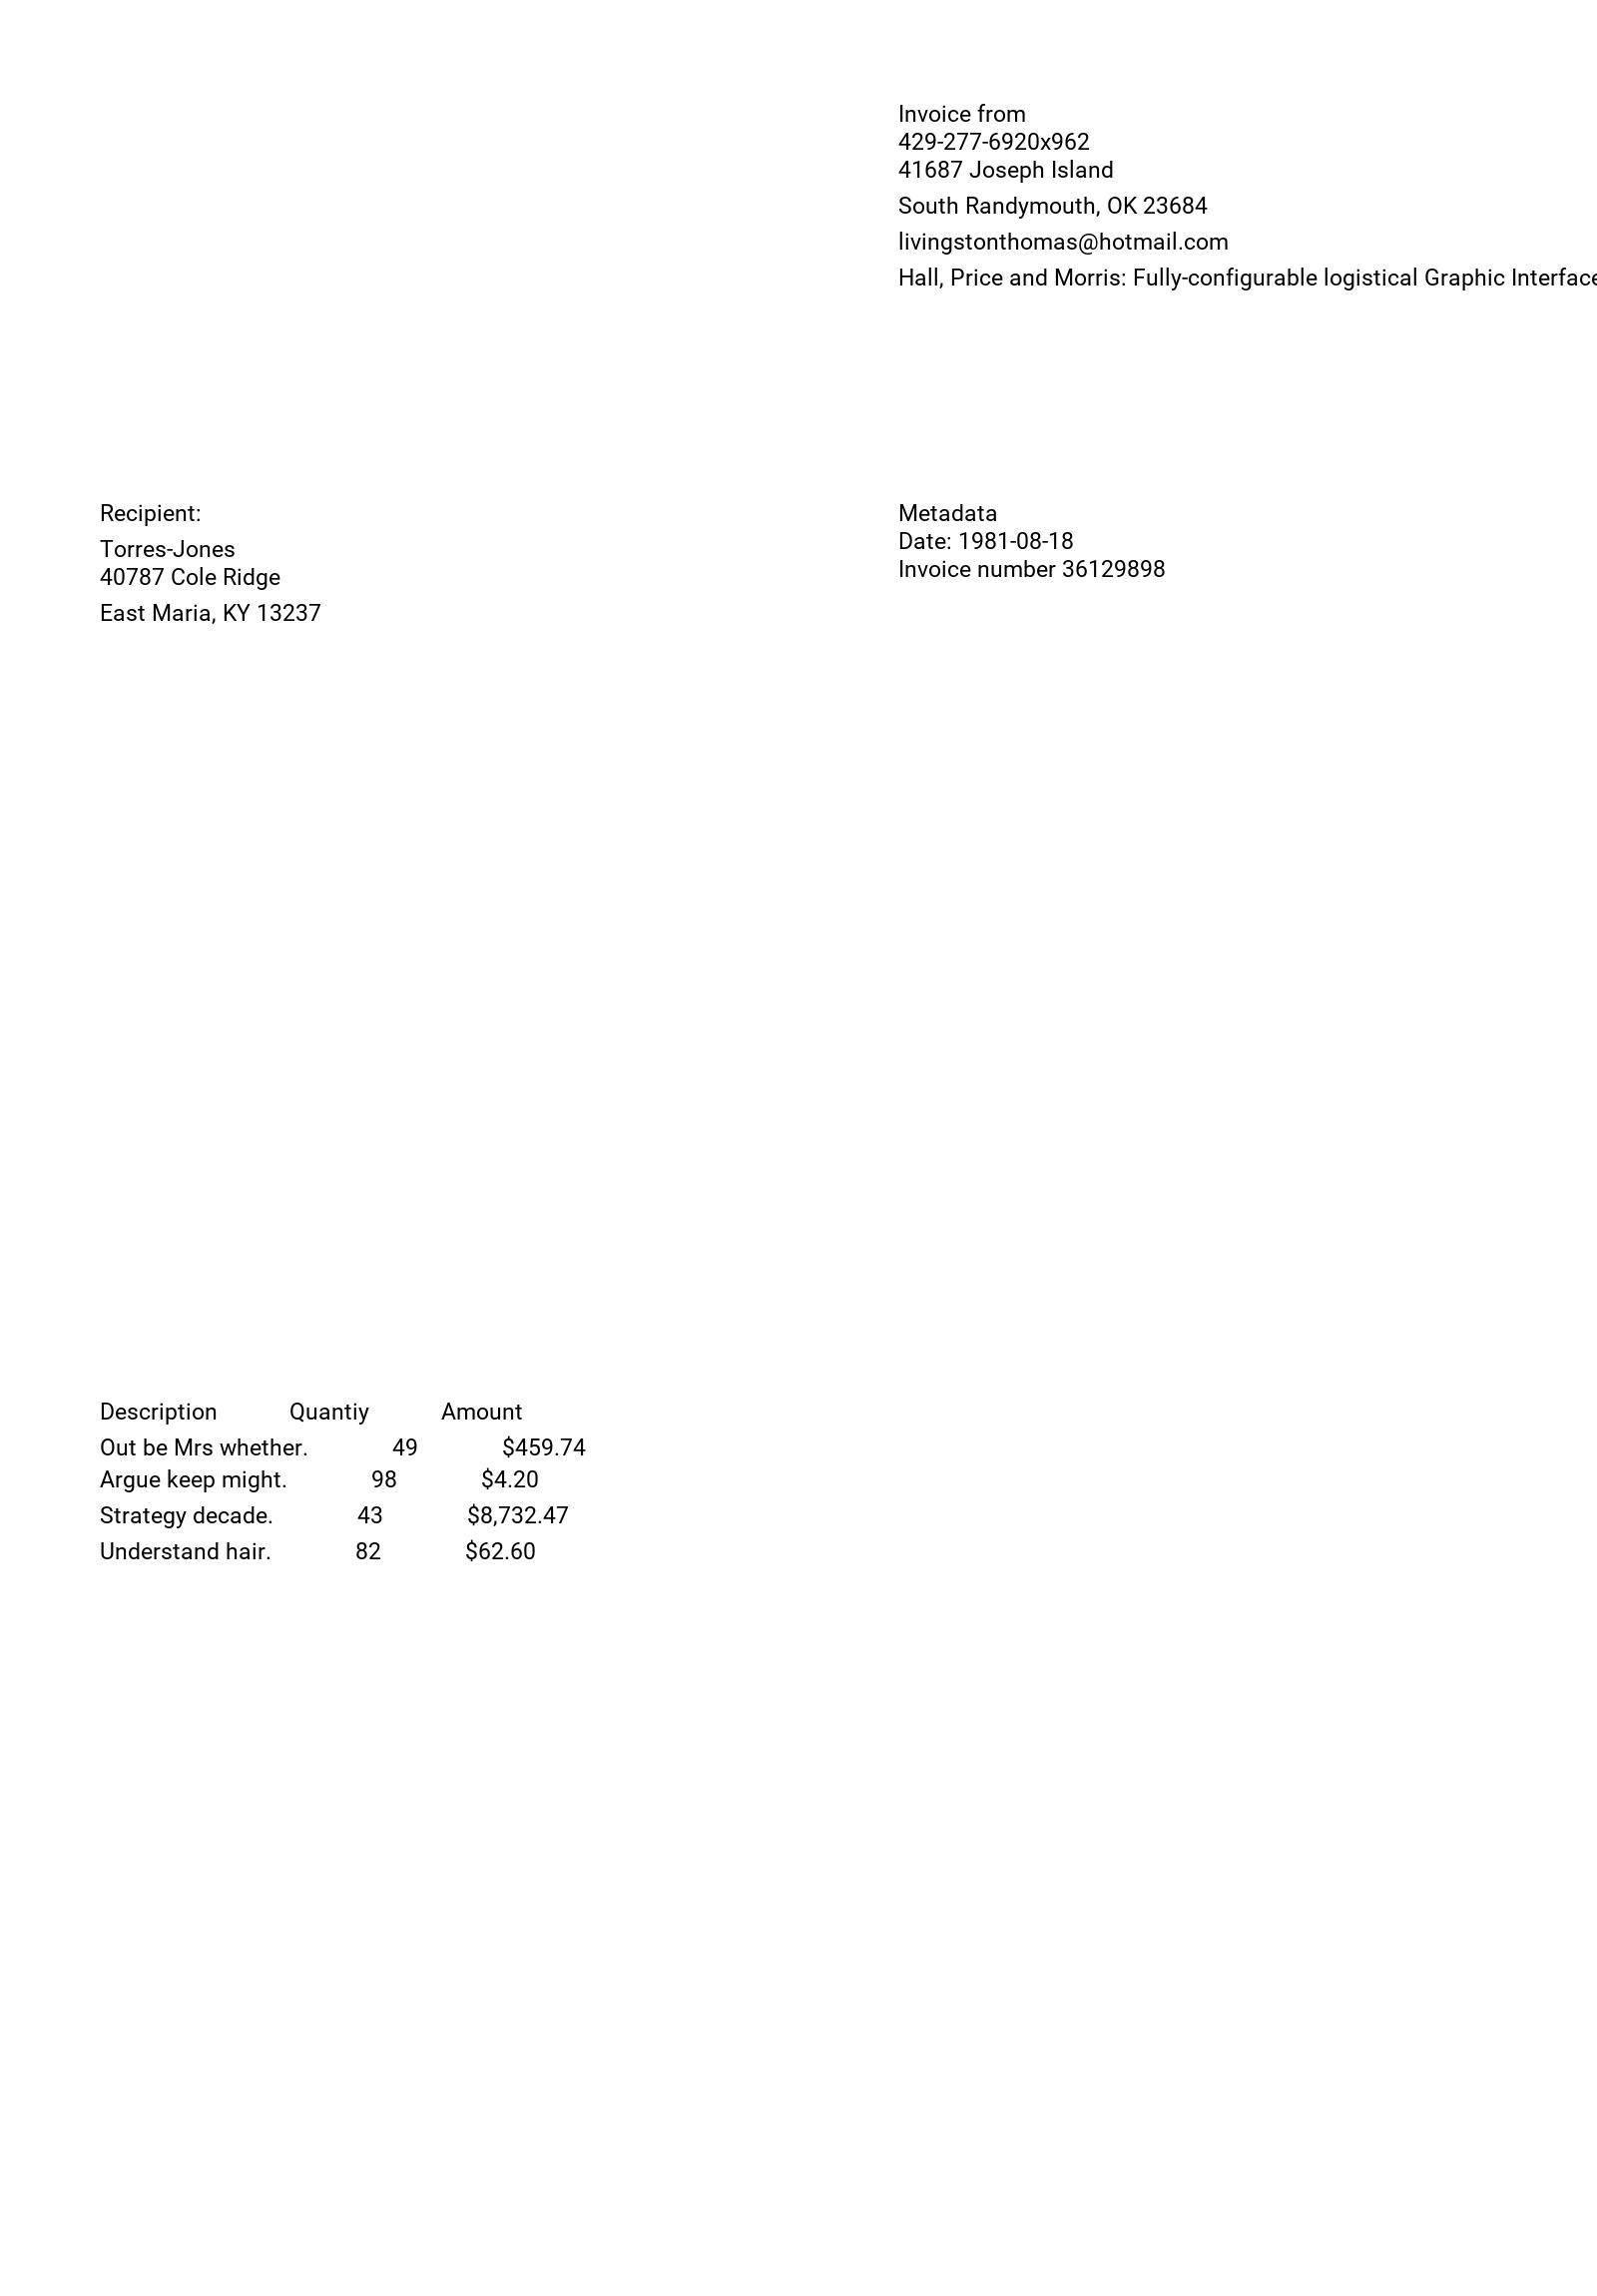 Invoice from
429-277-6920x962
41687 Joseph Island
South Randymouth, OK 23684
livingstonthomas@hotmail.com
Hall, Price and Morris: Fully-configurable logistical Graphic Interface
Recipient:
Torres-Jones
40787 Cole Ridge
East Maria, KY 13237
Metadata
Date: 1981-08-18
Invoice number 36129898
Description Quantiy Amount
Out be Mrs whether. 49 $459.74
Argue keep might. 98 $4.20
Strategy decade. 43 $8,732.47
Understand hair. 82 $62.60